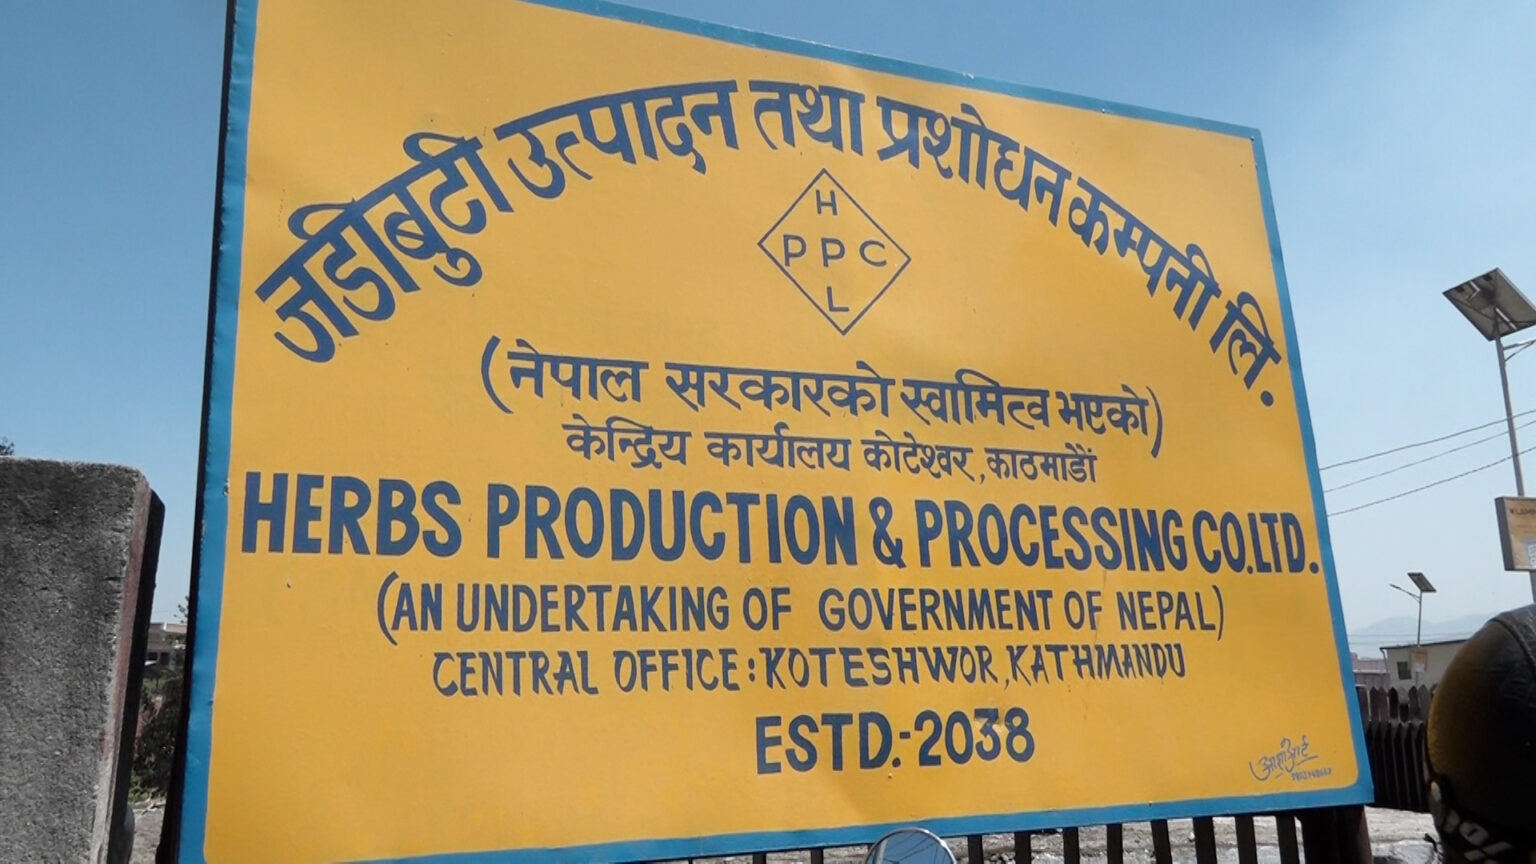 जडीबुटी उत्पादन तथा प्रशोधन कम्पनी लि.
H
P P C
L
(नेपाल सरकारको स्वामित्व भएको)
केन्द्रिय कार्यालय कोटेश्वर, काठमाडौं
HERBS PRODUCTION & PROCESSING CO.LTD.
(AN UNDERTAKING OF GOVERNMENT OF NEPAL)
CENTRAL OFFICE: KOTESHWOR, KATHMANDU
ESTD.-2038